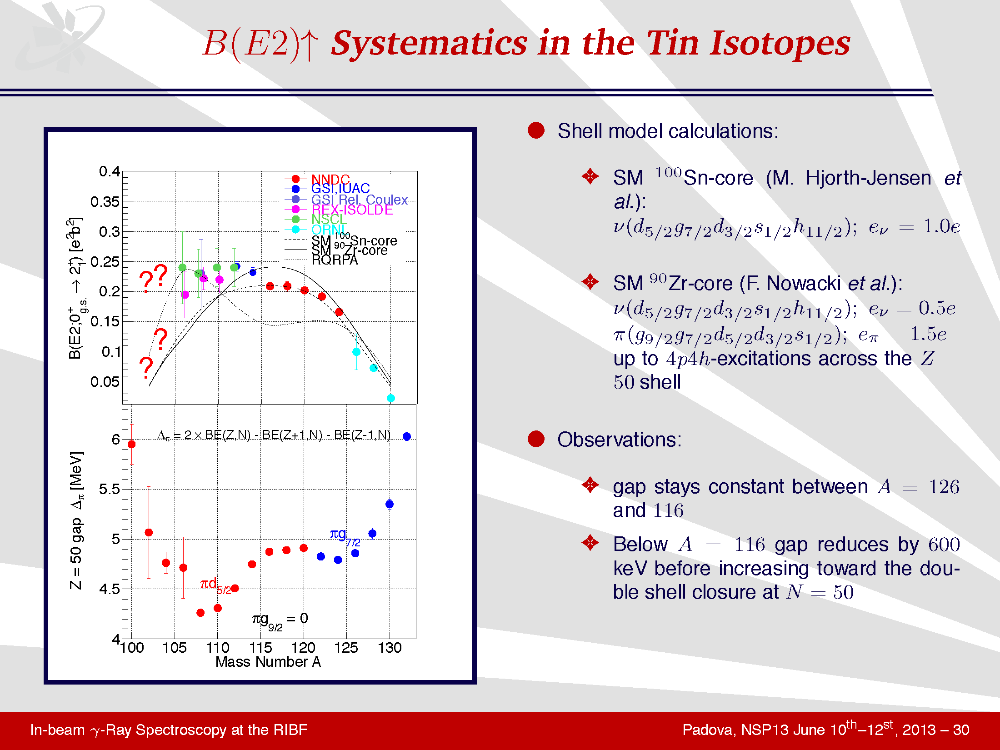 B(E2)↑ Systematics in the Tin Isotopes
0.4
0.35
0.3
0.25
0.2
0.15
0.1
0.05
B(E2;0⁺g.s. → 2⁺₁) [e²b²]
NNDC
GSI,IUAC
GSI Rel. Coulex
REX-ISOLDE
NSCL
ORNL
SM ¹⁰⁰Sn-core
SM ⁹⁰Zr-core
RQRPA
? ?
?
?
6
5.5
5
4.5
4
Z = 50 gap Δπ [MeV]
Δπ = 2 × BE(Z,N) - BE(Z+1,N) - BE(Z-1,N)
πg7/2
πd5/2
πg9/2 = 0
100 105 110 115 120 125 130
Mass Number A
● Shell model calculations:
❖ SM ¹⁰⁰Sn-core (M. Hjorth-Jensen et
al.):
ν(d5/2g7/2d3/2s1/2h11/2); eν = 1.0e
❖ SM ⁹⁰Zr-core (F. Nowacki et al.):
ν(d5/2g7/2d3/2s1/2h11/2); eν = 0.5e
π(g9/2g7/2d5/2d3/2s1/2); eπ = 1.5e
up to 4p4h-excitations across the Z =
50 shell
● Observations:
❖ gap stays constant between A = 126
and 116
❖ Below A = 116 gap reduces by 600
keV before increasing toward the dou-
ble shell closure at N = 50
In-beam γ-Ray Spectroscopy at the RIBF
Padova, NSP13 June 10th–12st, 2013 – 30